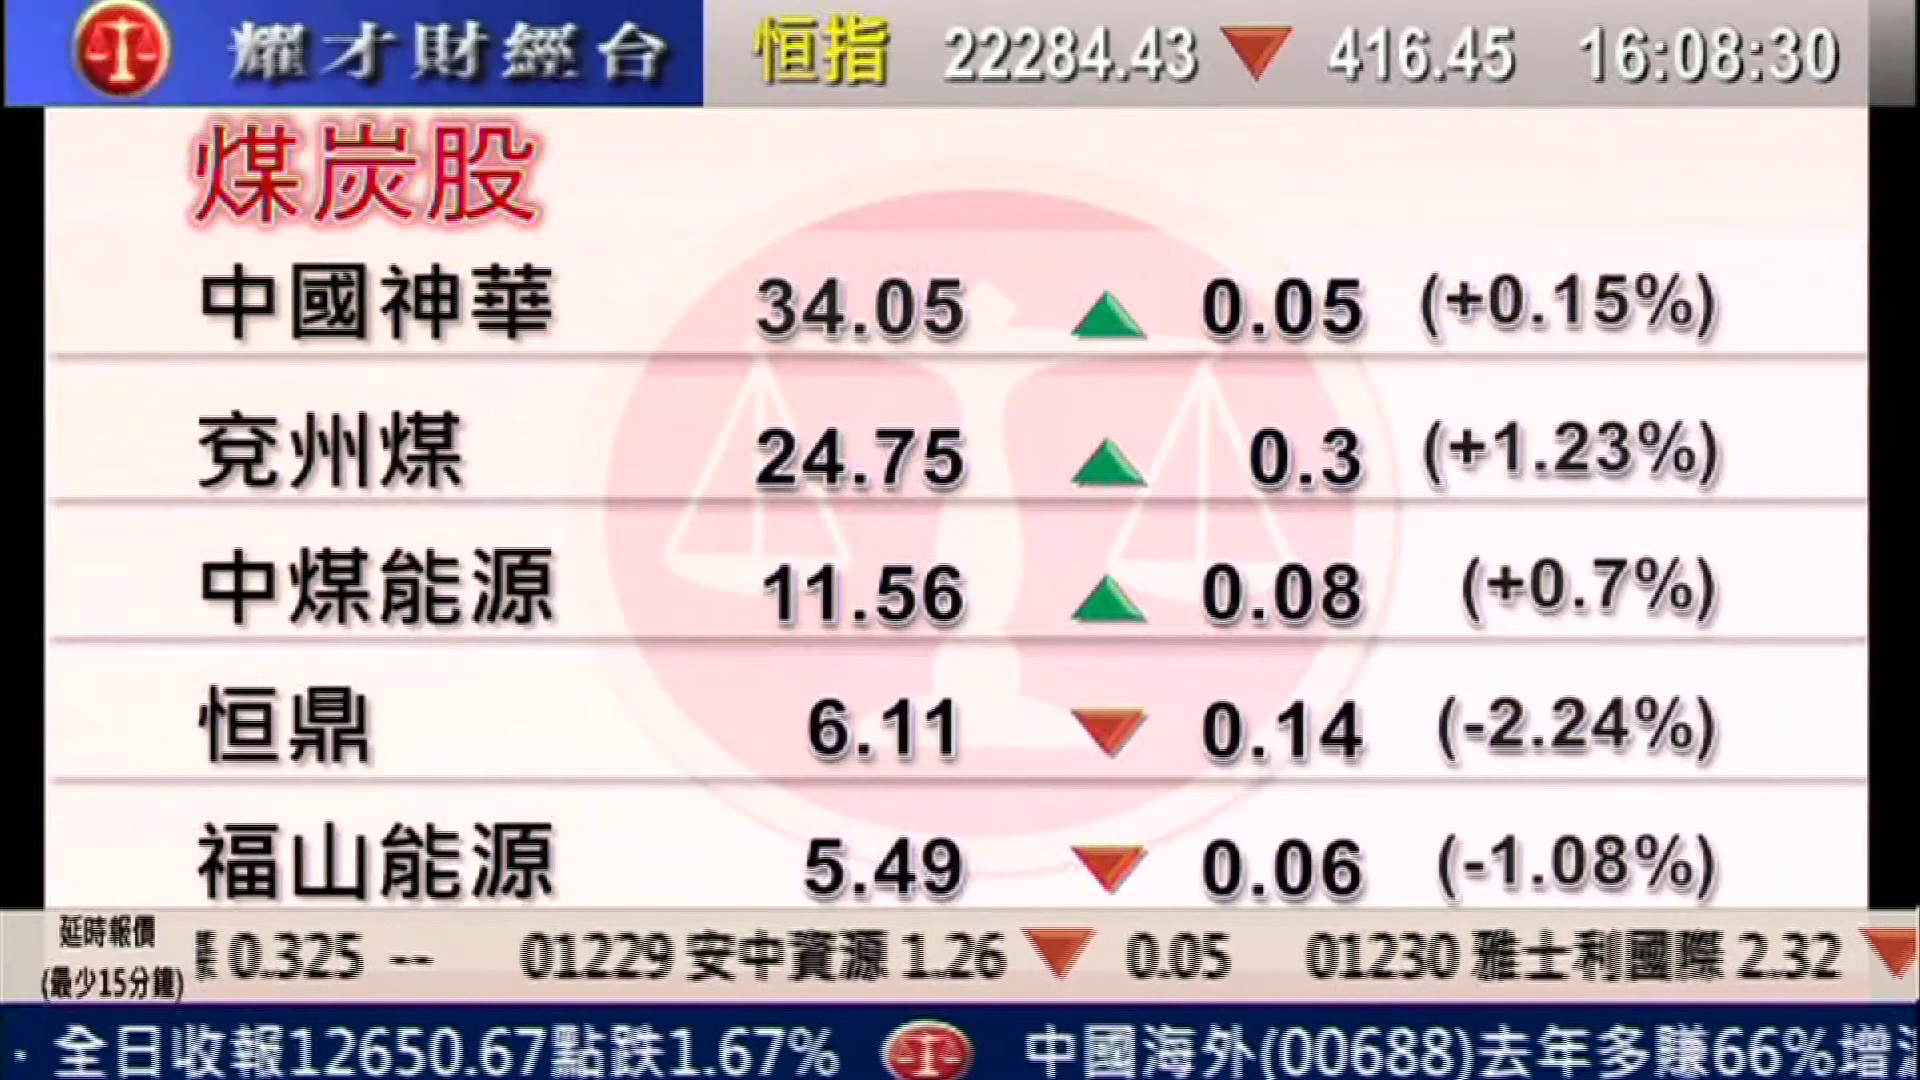 耀才財經台 恒指 22284.43 ▼ 416.45 16:08:30
煤炭股
中國神華 34.05 ▲ 0.05 (+0.15%)
兗州煤 24.75 ▲ 0.3 (+1.23%)
中煤能源 11.56 ▲ 0.08 (+0.7%)
恒鼎 6.11 ▼ 0.14 (-2.24%)
福山能源 5.49 ▼ 0.06 (-1.08%)
延時報價
(最少15分鐘)
0.325 -- 01229 安中資源 1.26 ▼ 0.05 01230 雅士利國際 2.32 ▼
· 全日收報12650.67點跌1.67% 中國海外(00688)去年多賺66%增